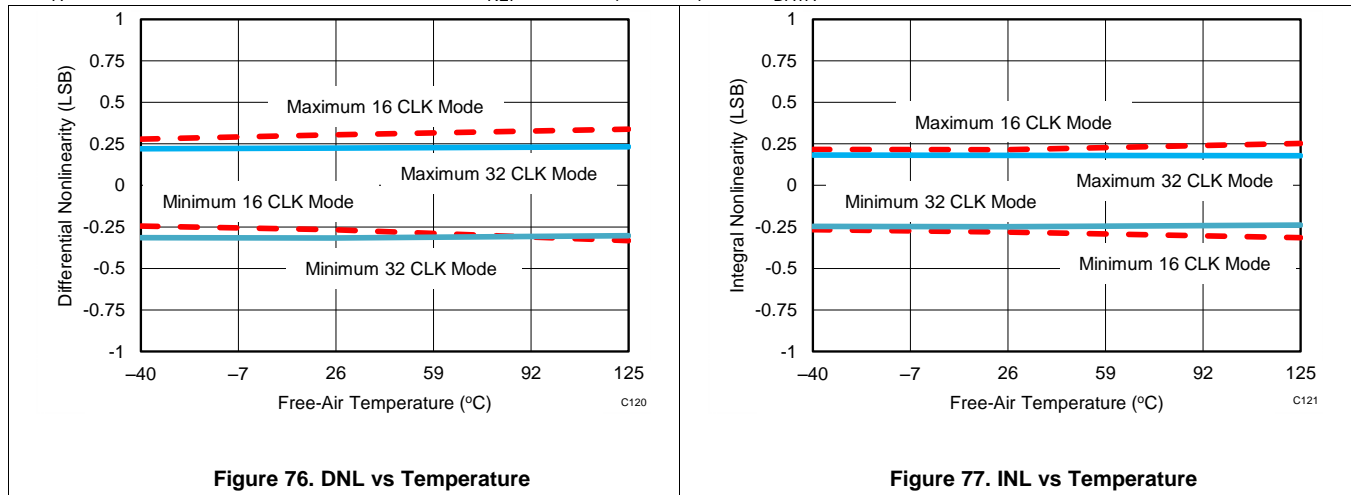 1
0.75
0.5
0.25
0
-0.25
-0.5
-0.75
-1
Differential Nonlinearity (LSB)
Maximum 16 CLK Mode
Maximum 32 CLK Mode
Minimum 16 CLK Mode
Minimum 32 CLK Mode
–40 –7 26 59 92 125
Free-Air Temperature (ºC)
C120
Figure 76. DNL vs Temperature
1
0.75
0.5
0.25
0
-0.25
-0.5
-0.75
-1
Integral Nonlinearity (LSB)
Maximum 16 CLK Mode
Maximum 32 CLK Mode
Minimum 32 CLK Mode
Minimum 16 CLK Mode
–40 –7 26 59 92 125
Free-Air Temperature (ºC)
C121
Figure 77. INL vs Temperature